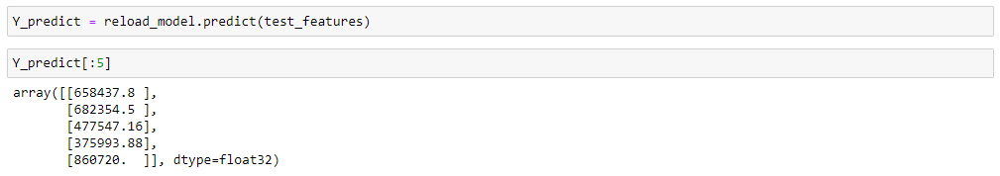 Y_predict = reload_model.predict(test_features)
Y_predict[:5]
array([[658437.8 ],
       [682354.5 ],
       [477547.16],
       [375993.88],
       [860720.  ]], dtype=float32)